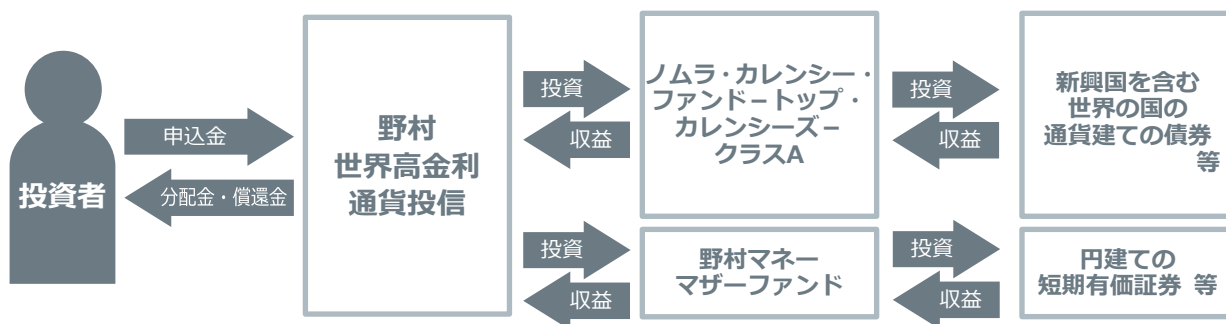 投資者
申込金
分配金・償還金
野村
世界高金利
通貨投信
投資
収益
ノムラ・カレンシー・
ファンド－トップ・
カレンシーズ－
クラスA
投資
収益
新興国を含む
世界の国の
通貨建ての債券
等
投資
収益
野村マネー
マザーファンド
投資
収益
円建ての
短期有価証券 等